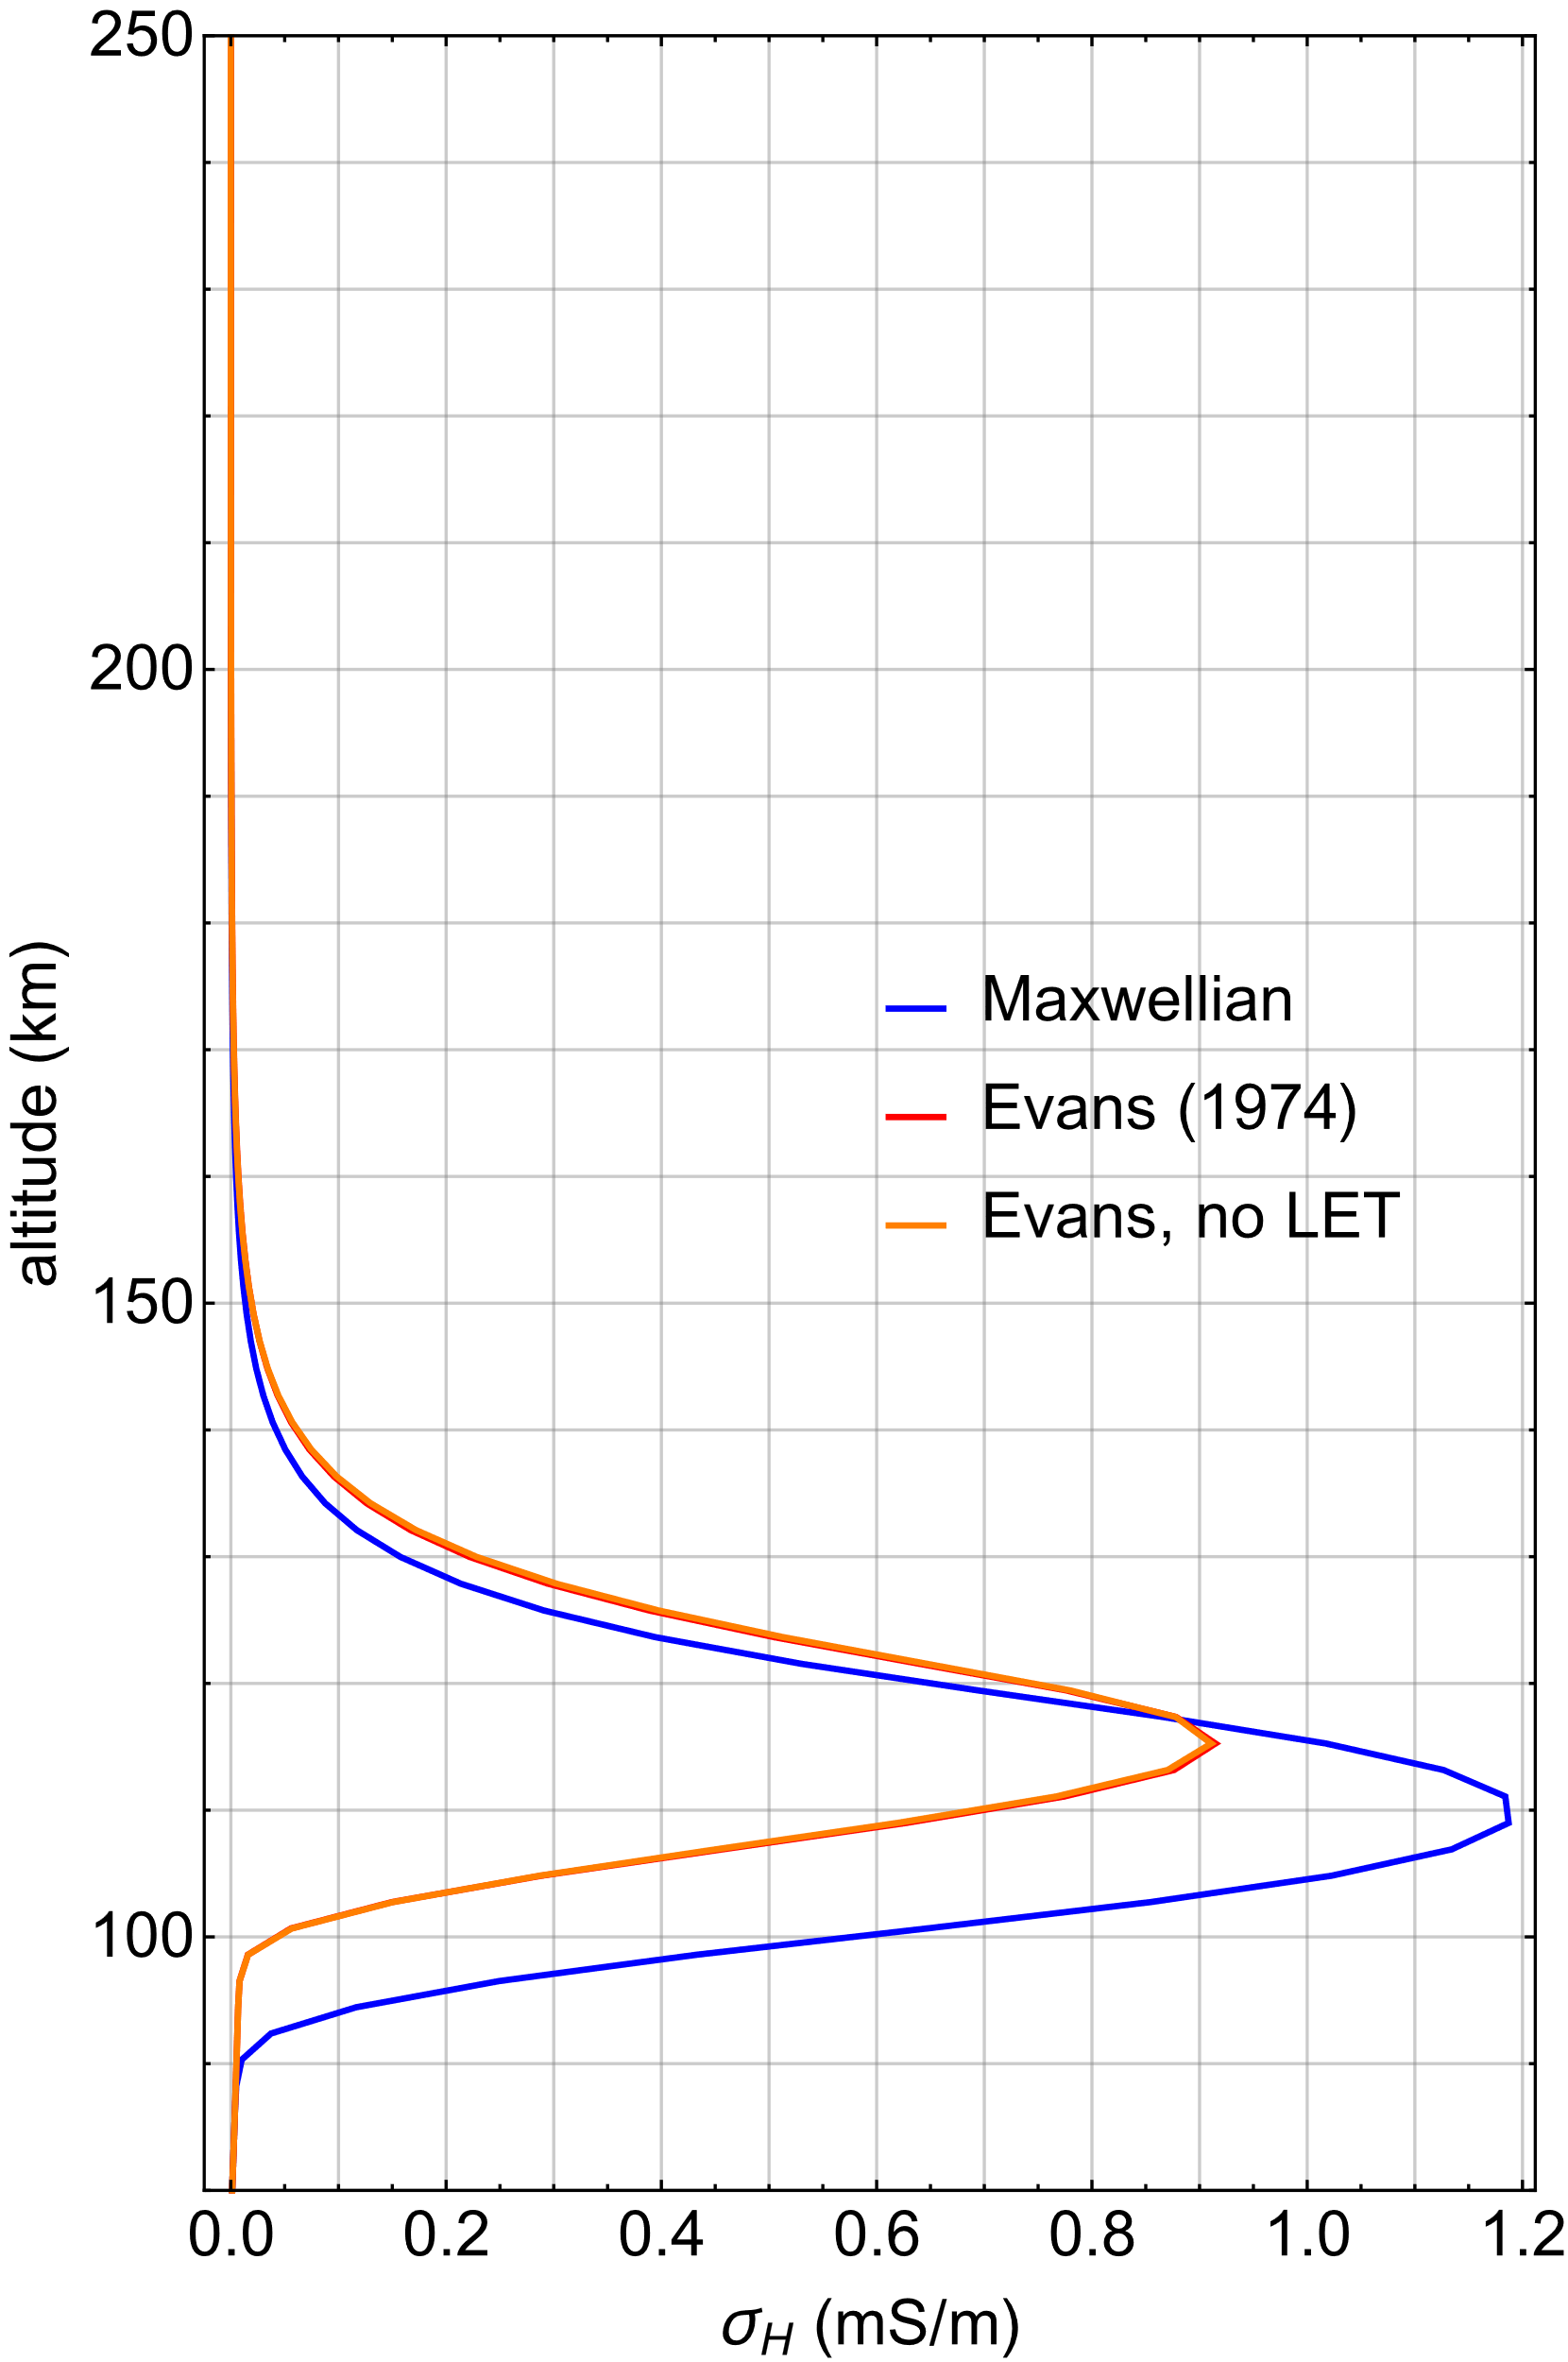 250
200
150
100
altitude (km)
Maxwellian
Evans (1974)
Evans, no LET
0.0 0.2 0.4 0.6 0.8 1.0 1.2
σH (mS/m)